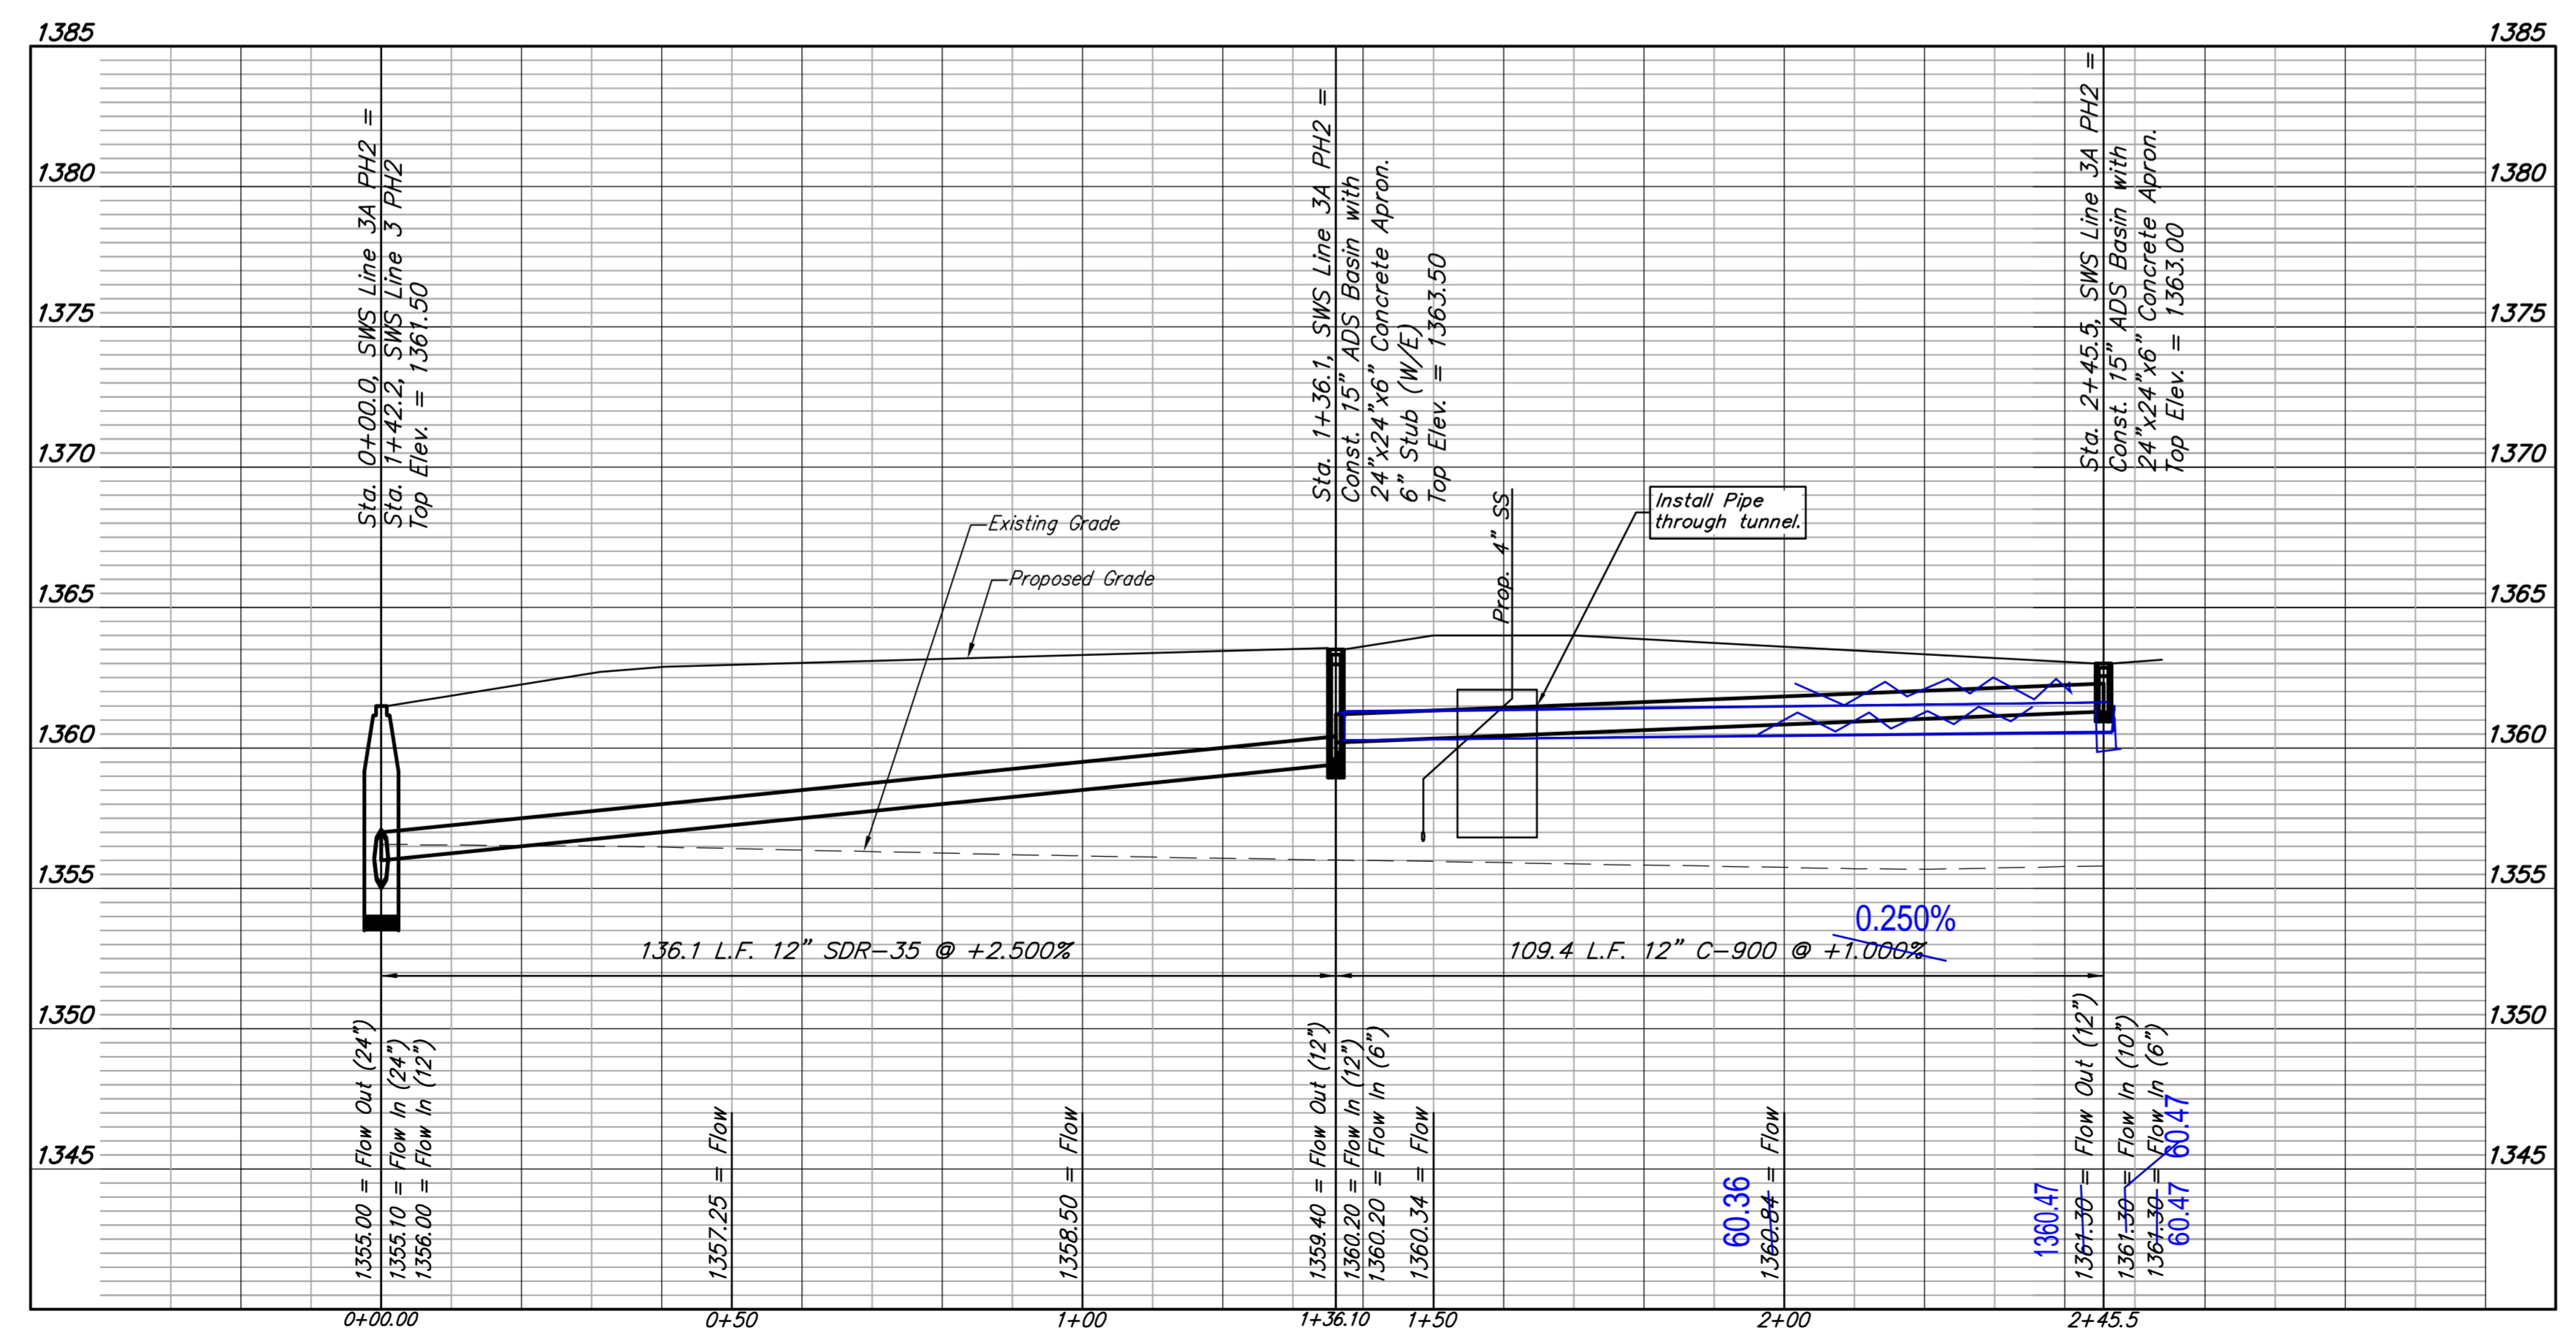 1385
1385
1380
1380
1375
1375
1370
1370
1365
1365
1360
1360
1355
1355
1350
1350
1345
1345
Sta. 0+00.0, SWS Line 3A PH2 =
Sta. 1+42.2, SWS Line 3 PH2
Top Elev. = 1361.50
Sta. 1+36.1, SWS Line 3A PH2 =
Const. 15" ADS Basin with
24"x24"x6" Concrete Apron.
6" Stub (W/E)
Top Elev. = 1363.50
Sta. 2+45.5, SWS Line 3A PH2 =
Const. 15" ADS Basin with
24"x24"x6" Concrete Apron.
Top Elev. = 1363.00
Existing Grade
Proposed Grade
Prop. 4" SS
Install Pipe
through tunnel.
0.250%
136.1 L.F. 12" SDR-35 @ +2.500%
109.4 L.F. 12" C-900 @ +1.000%
1355.00 = Flow Out (24")
1355.10 = Flow In (24")
1356.00 = Flow In (12")
1357.25 = Flow
1358.50 = Flow
1359.40 = Flow Out (12")
1360.20 = Flow In (12")
1360.20 = Flow In (6")
1360.34 = Flow
60.36
1360.84 = Flow
1360.47
1361.30 = Flow Out (12")
1361.30 = Flow In (10")
1361.30 = Flow In (6")
60.47
60.47
0+00.00
0+50
1+00
1+36.10
1+50
2+00
2+45.5